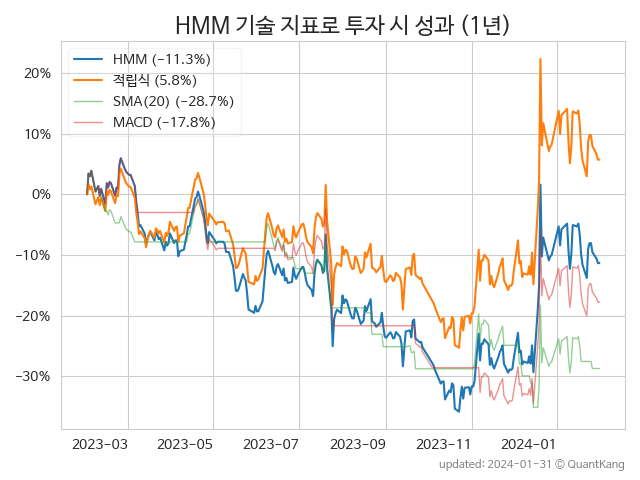 HMM 기술 지표로 투자 시 성과 (1년)
HMM (−11.3%)
적립식 (5.8%)
SMA(20) (−28.7%)
MACD (−17.8%)
20%
10%
0%
−10%
−20%
−30%
2023-03
2023-05
2023-07
2023-09
2023-11
2024-01
updated: 2024-01-31 © QuantKang